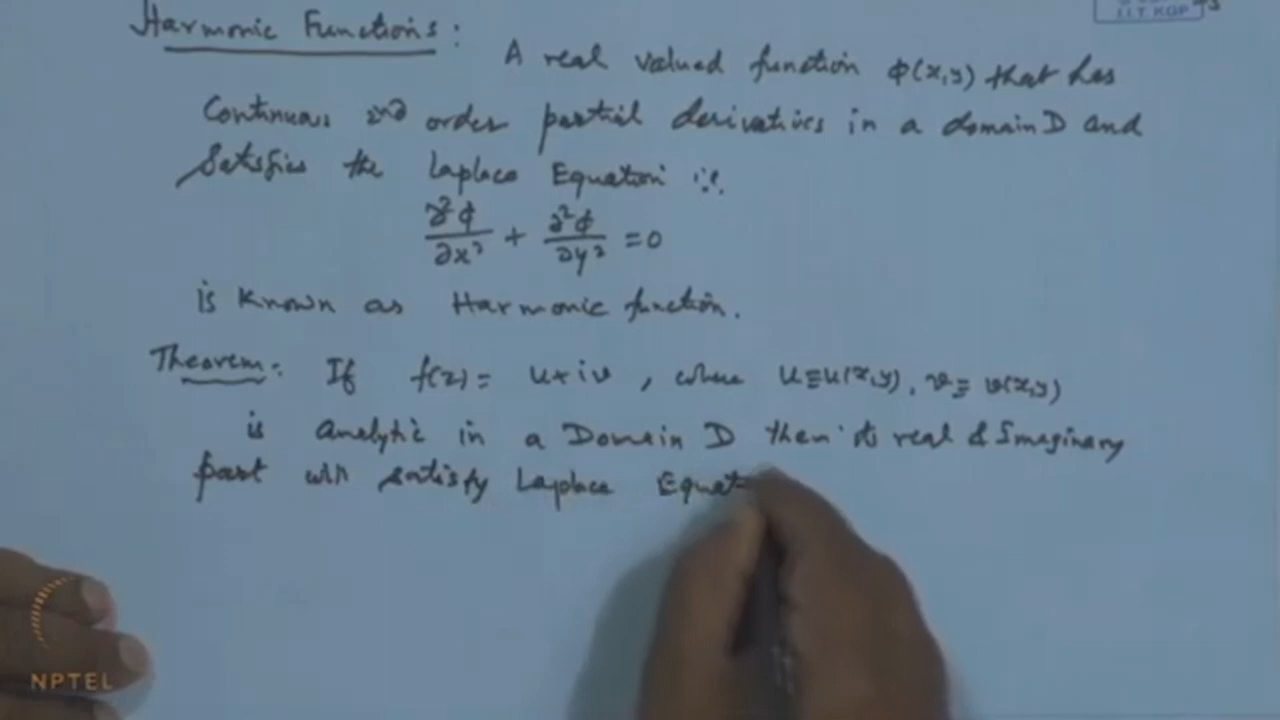 I.I.T. KGP
Harmonic Functions :
A real valued function φ(x,y) that has
Continuous 2nd order partial derivatives in a domain D and
Satisfies the Laplace Equation i.e.
∂²φ/∂x² + ∂²φ/∂y² = 0
is known as Harmonic function.
Theorem: If f(z) = u+iv , where u≡u(x,y), v≡v(x,y)
is analytic in a Domain D then its real & Imaginary
part will satisfy Laplace Equat
NPTEL